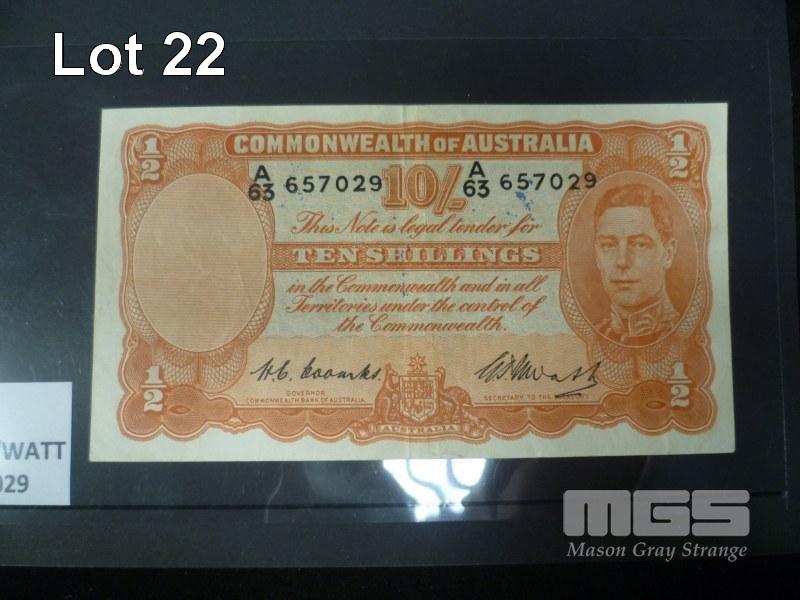 Lot 22
COMMONWEALTH OF AUSTRALIA
1/2
1/2
A/63 657029
10/-
A/63 657029
This Note is legal tender for
TEN SHILLINGS
in the Commonwealth and in all
Territories under the control of
the Commonwealth.
H.C. Coombs.
GOVERNOR
COMMONWEALTH BANK OF AUSTRALIA.
SECRETARY TO THE TREASURY
1/2
1/2
AUSTRALIA
/WATT
029
MGS
Mason Gray Strange